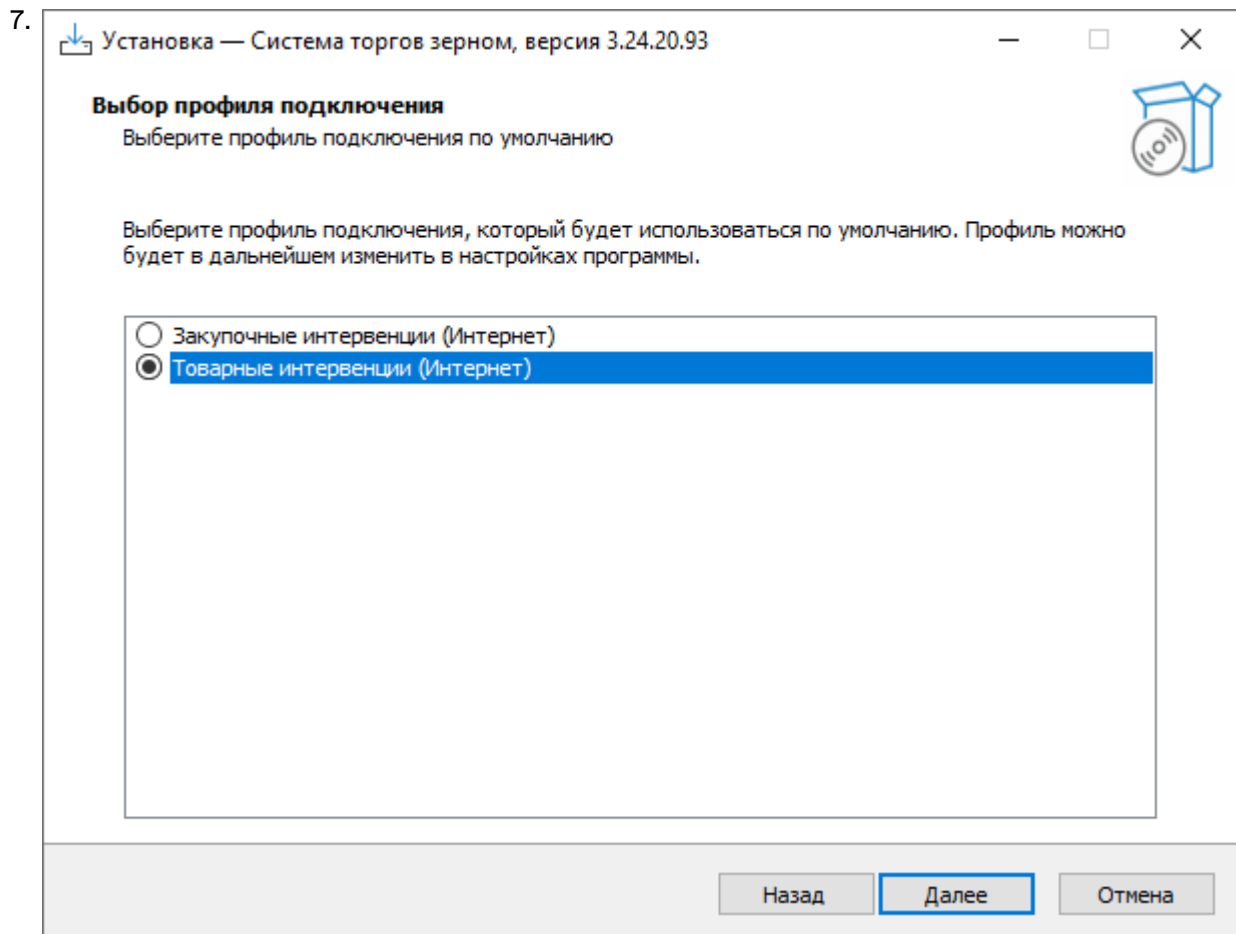 7.
Установка — Система торгов зерном, версия 3.24.20.93
Выбор профиля подключения
Выберите профиль подключения по умолчанию
Выберите профиль подключения, который будет использоваться по умолчанию. Профиль можно
будет в дальнейшем изменить в настройках программы.
Закупочные интервенции (Интернет)
Товарные интервенции (Интернет)
Назад Далее Отмена